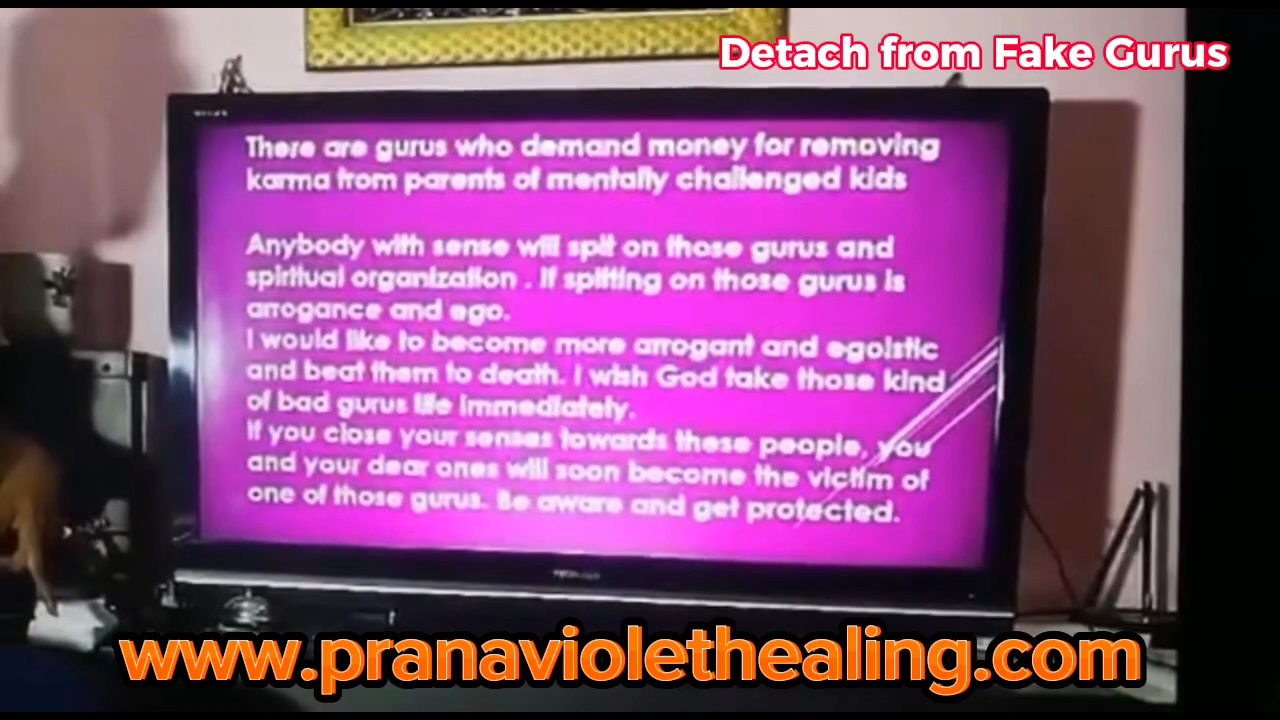 Detach from Fake Gurus
There are gurus who demand money for removing
karma from parents of mentally challenged kids
Anybody with sense will spit on those gurus and
spiritual organization . If spitting on those gurus is
arrogance and ego.
I would like to become more arrogant and egoistic
and beat them to death. I wish God take those kind
of bad gurus life immediately.
If you close your senses towards these people, you
and your dear ones will soon become the victim of
one of those gurus. Be aware and get protected.
www.pranaviolethealing.com